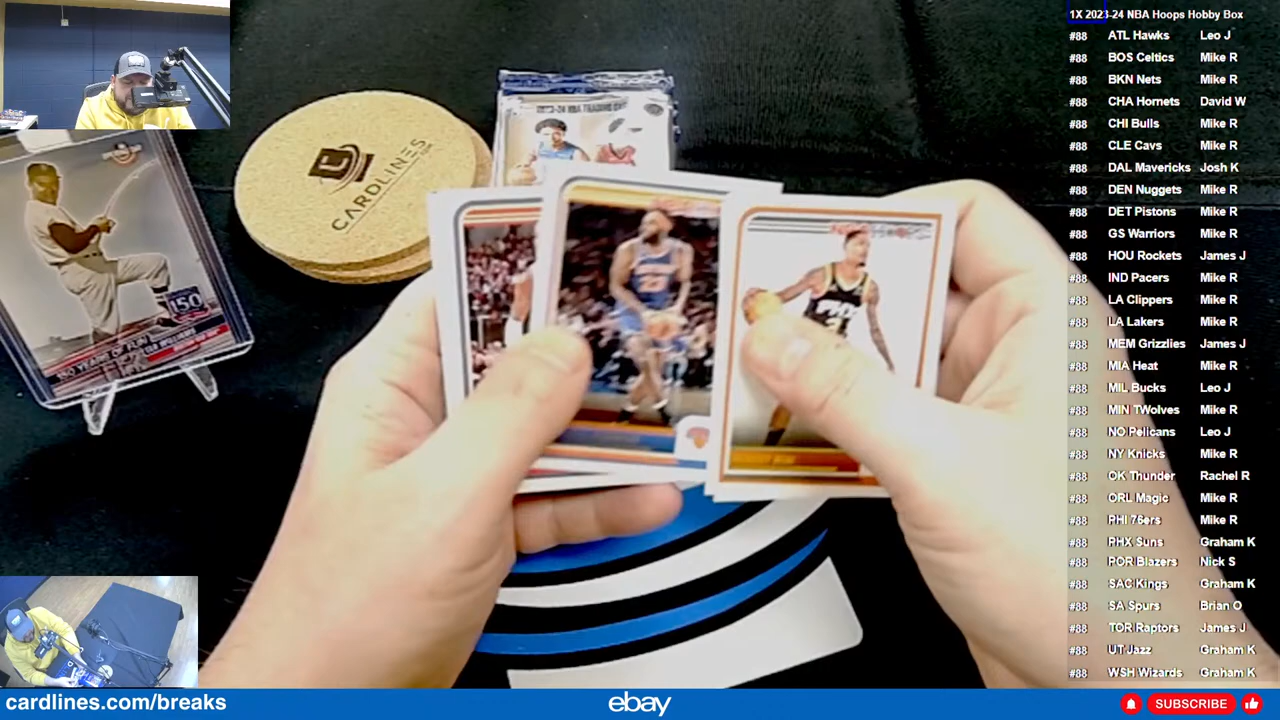 1X 2023-24 NBA Hoops Hobby Box
#88 ATL Hawks Leo J
#88 BOS Celtics Mike R
#88 BKN Nets Mike R
#88 CHA Hornets David W
#88 CHI Bulls Mike R
#88 CLE Cavs Mike R
#88 DAL Mavericks Josh K
#88 DEN Nuggets Mike R
#88 DET Pistons Mike R
#88 GS Warriors Mike R
#88 HOU Rockets James J
#88 IND Pacers Mike R
#88 LA Clippers Mike R
#88 LA Lakers Mike R
#88 MEM Grizzlies James J
#88 MIA Heat Mike R
#88 MIL Bucks Leo J
#88 MIN TWolves Mike R
#88 NO Pelicans Leo J
#88 NY Knicks Mike R
#88 OK Thunder Rachel R
#88 ORL Magic Mike R
#88 PHI 76ers Mike R
#88 PHX Suns Graham K
#88 POR Blazers Nick S
#88 SAC Kings Graham K
#88 SA Spurs Brian O
#88 TOR Raptors James J
#88 UT Jazz Graham K
#88 WSH Wizards Graham K
CARDLINES
150
150 YEARS OF FUN
TED WILLIAMS
cardlines.com/breaks
ebay
SUBSCRIBE